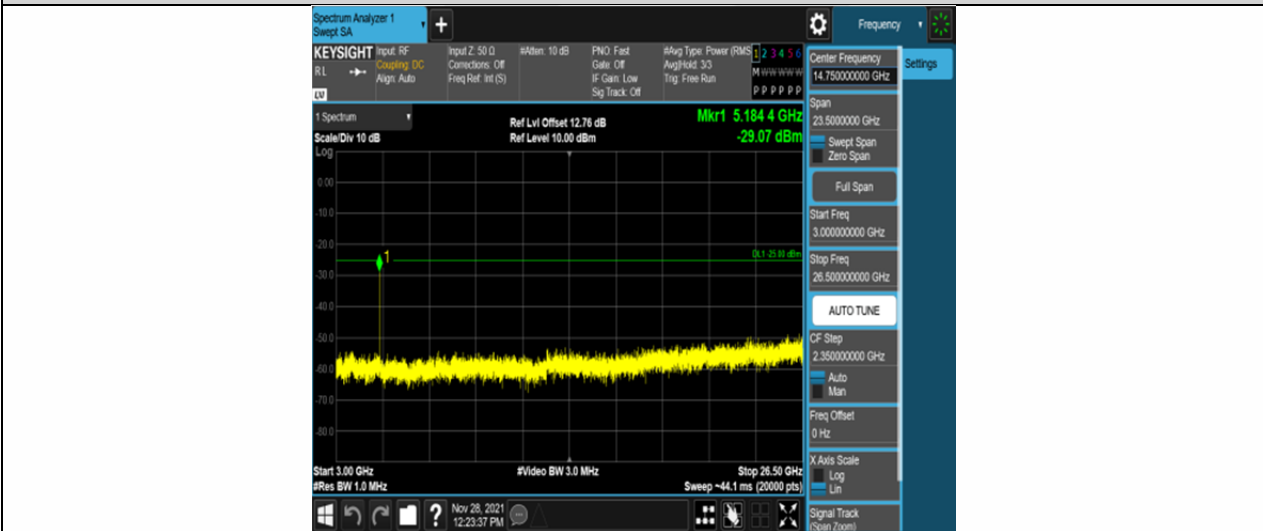 Spectrum Analyzer 1
Swept SA
+
Frequency
KEYSIGHT
RL
LV
Input: RF
Coupling: DC
Align: Auto
Input Z: 50 Ω
Corrections: Off
Freq Ref: Int (S)
#Atten: 10 dB
PNO: Fast
Gate: Off
IF Gain: Low
Sig Track: Off
#Avg Type: Power (RMS
Avg|Hold: 3/3
Trig: Free Run
1 2 3 4 5 6
M W W W W W
P P P P P P
Center Frequency
14.750000000 GHz
Settings
Span
23.5000000 GHz
Swept Span
Zero Span
Full Span
Start Freq
3.000000000 GHz
Stop Freq
26.500000000 GHz
AUTO TUNE
CF Step
2.350000000 GHz
Auto
Man
Freq Offset
0 Hz
X Axis Scale
Log
Lin
Signal Track
(Span Zoom)
1 Spectrum
Scale/Div 10 dB
Log
Ref Lvl Offset 12.76 dB
Ref Level 10.00 dBm
Mkr1 5.184 4 GHz
-29.07 dBm
0.00
-10.0
-20.0
-30.0
-40.0
-50.0
-60.0
-70.0
-80.0
1
DL1 -25.00 dBm
Start 3.00 GHz
#Res BW 1.0 MHz
#Video BW 3.0 MHz
Stop 26.50 GHz
Sweep ~44.1 ms (20000 pts)
?
Nov 28, 2021
12:23:37 PM